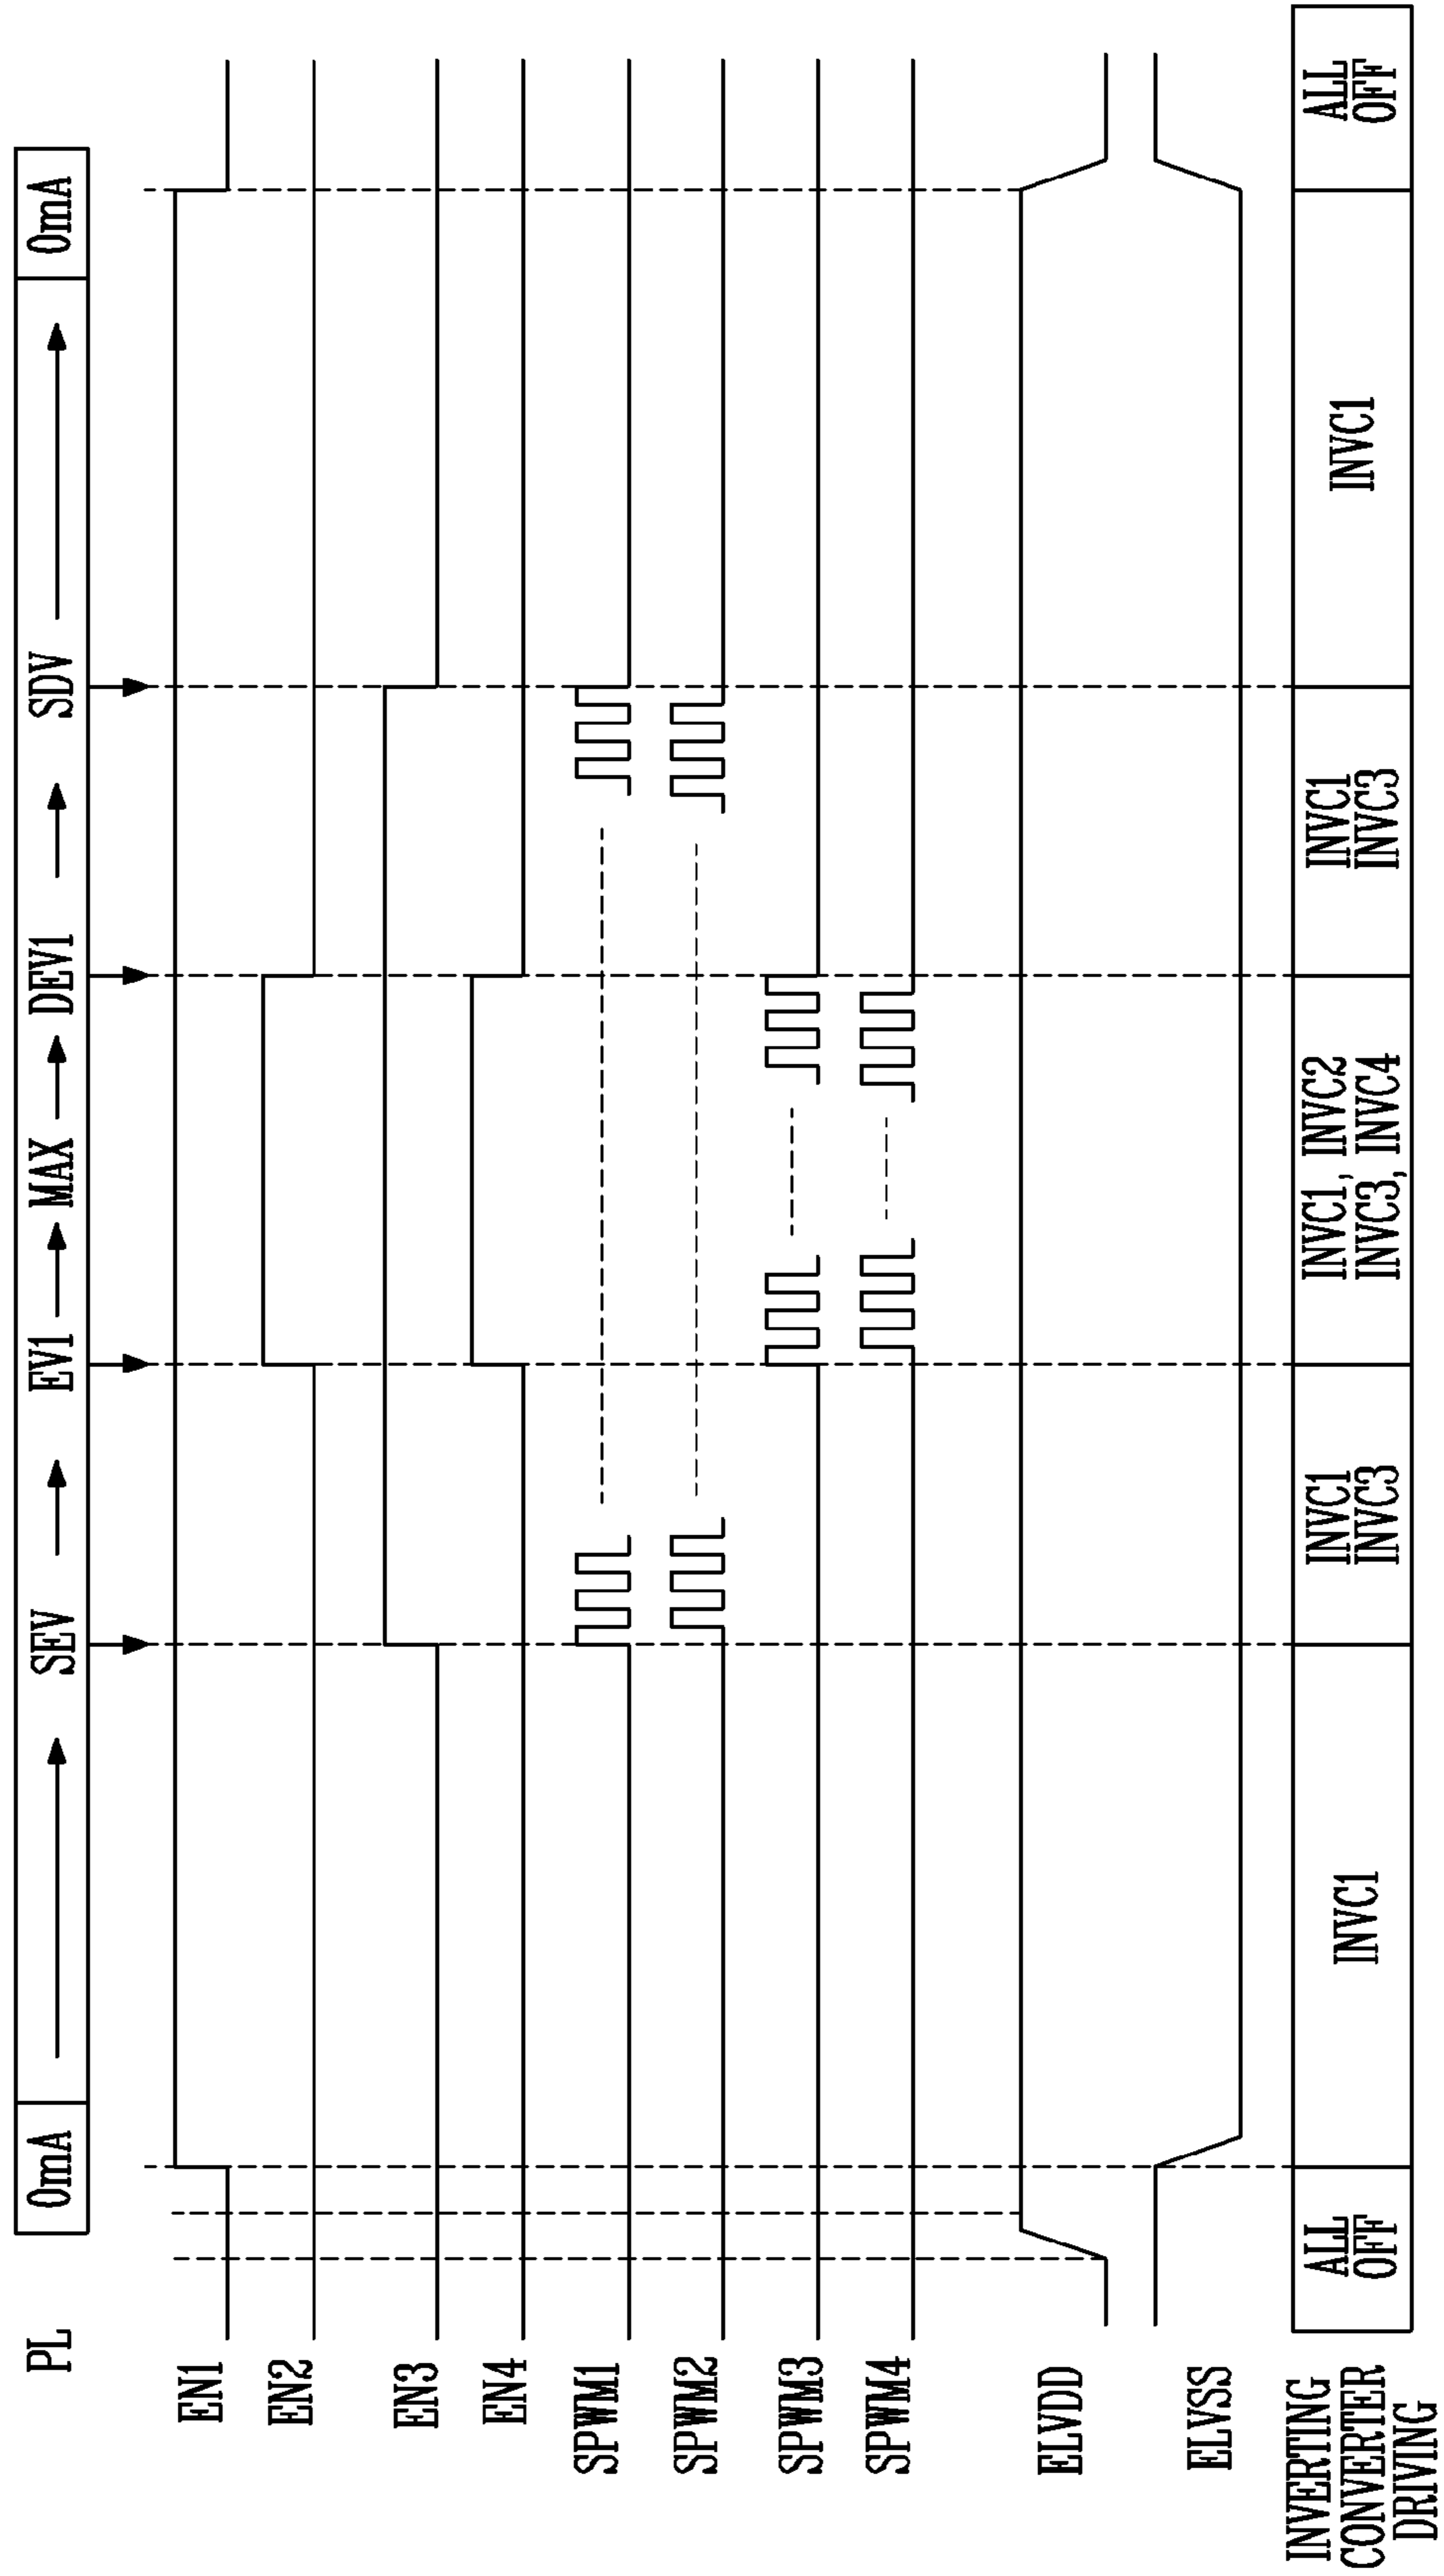 PL
0mA
SEV
EV1
MAX
DEV1
SDV
0mA
EN1
EN2
EN3
EN4
SPWM1
SPWM2
SPWM3
SPWM4
ELVDD
ELVSS
INVERTING
CONVERTER
DRIVING
ALL
OFF
INVC1
INVC1
INVC3
INVC1, INVC2
INVC3, INVC4
INVC1
INVC3
INVC1
ALL
OFF